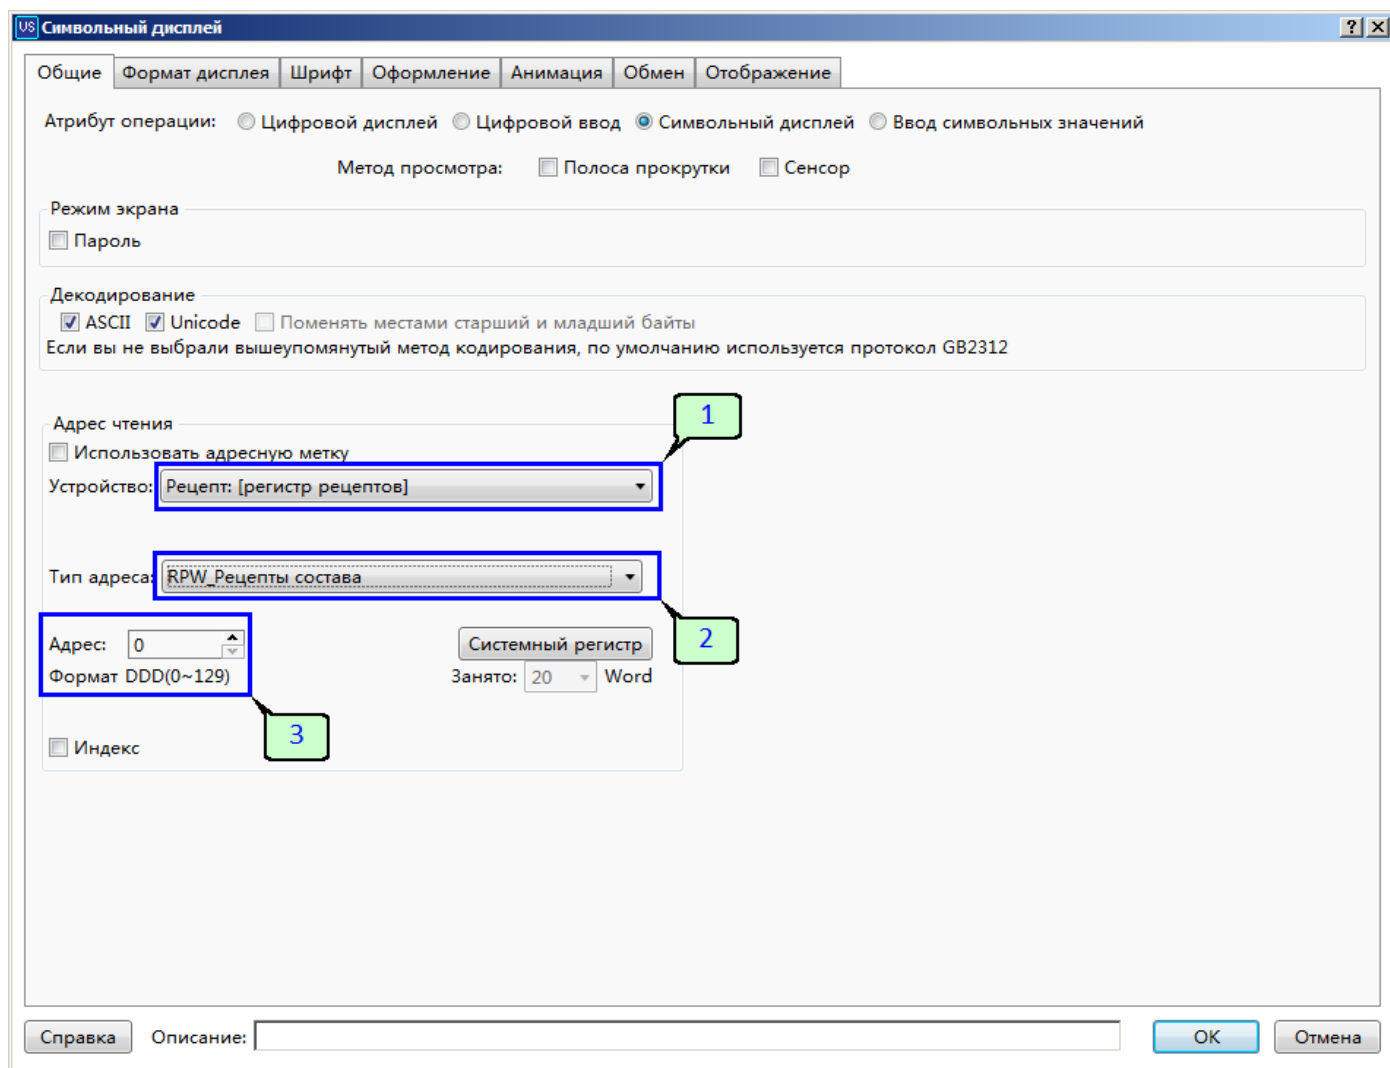 VS Символьный дисплей
Общие Формат дисплея Шрифт Оформление Анимация Обмен Отображение
Атрибут операции: Цифровой дисплей Цифровой ввод Символьный дисплей Ввод символьных значений
Метод просмотра: Полоса прокрутки Сенсор
Режим экрана
Пароль
Декодирование
ASCII Unicode Поменять местами старший и младший байты
Если вы не выбрали вышеупомянутый метод кодирования, по умолчанию используется протокол GB2312
1
Адрес чтения
Использовать адресную метку
Устройство: Рецепт: [регистр рецептов]
Тип адреса: RPW_Рецепты состава
2
Адрес: 0 Системный регистр
Формат DDD(0~129) Занято: 20 Word
3
Индекс
Справка Описание: OK Отмена